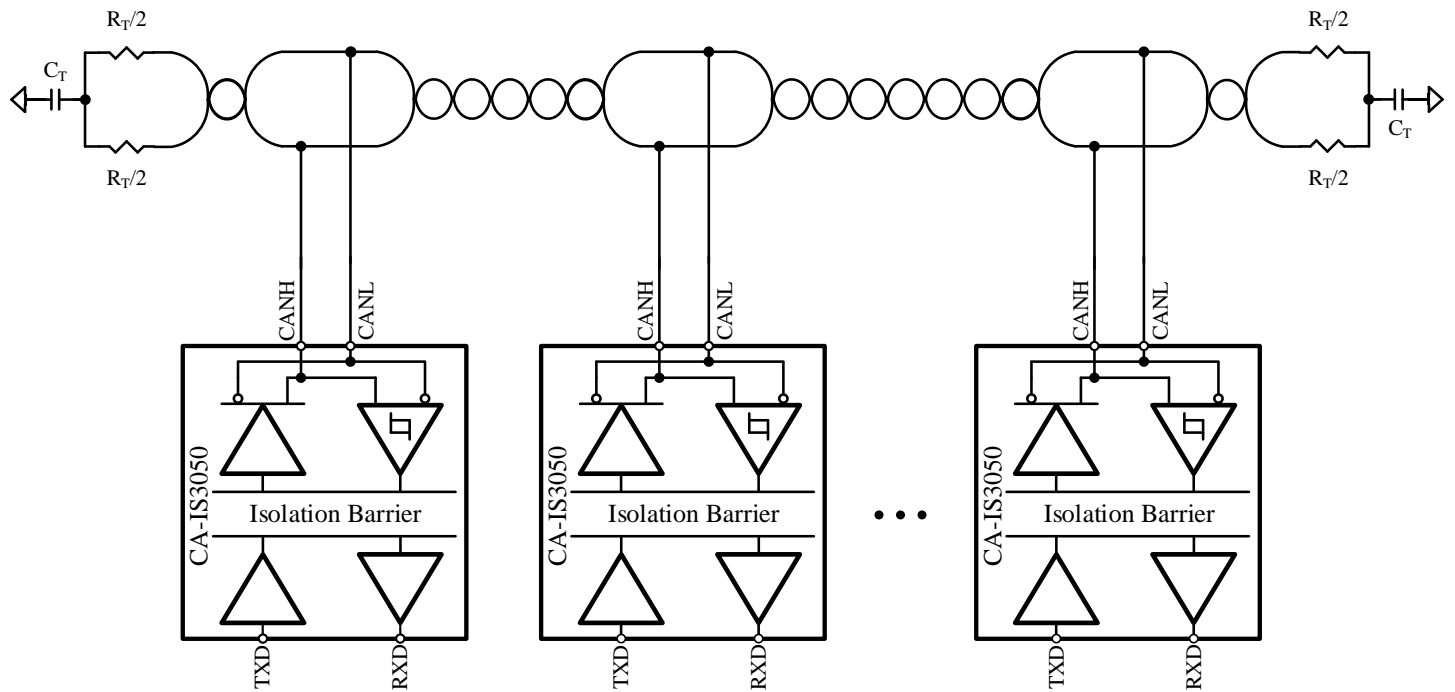 R_T/2
R_T/2
C_T
C_T
R_T/2
R_T/2
CANH
CANL
CANH
CANL
CANH
CANL
CA-IS3050
Isolation Barrier
CA-IS3050
Isolation Barrier
CA-IS3050
Isolation Barrier
TXD
RXD
TXD
RXD
TXD
RXD